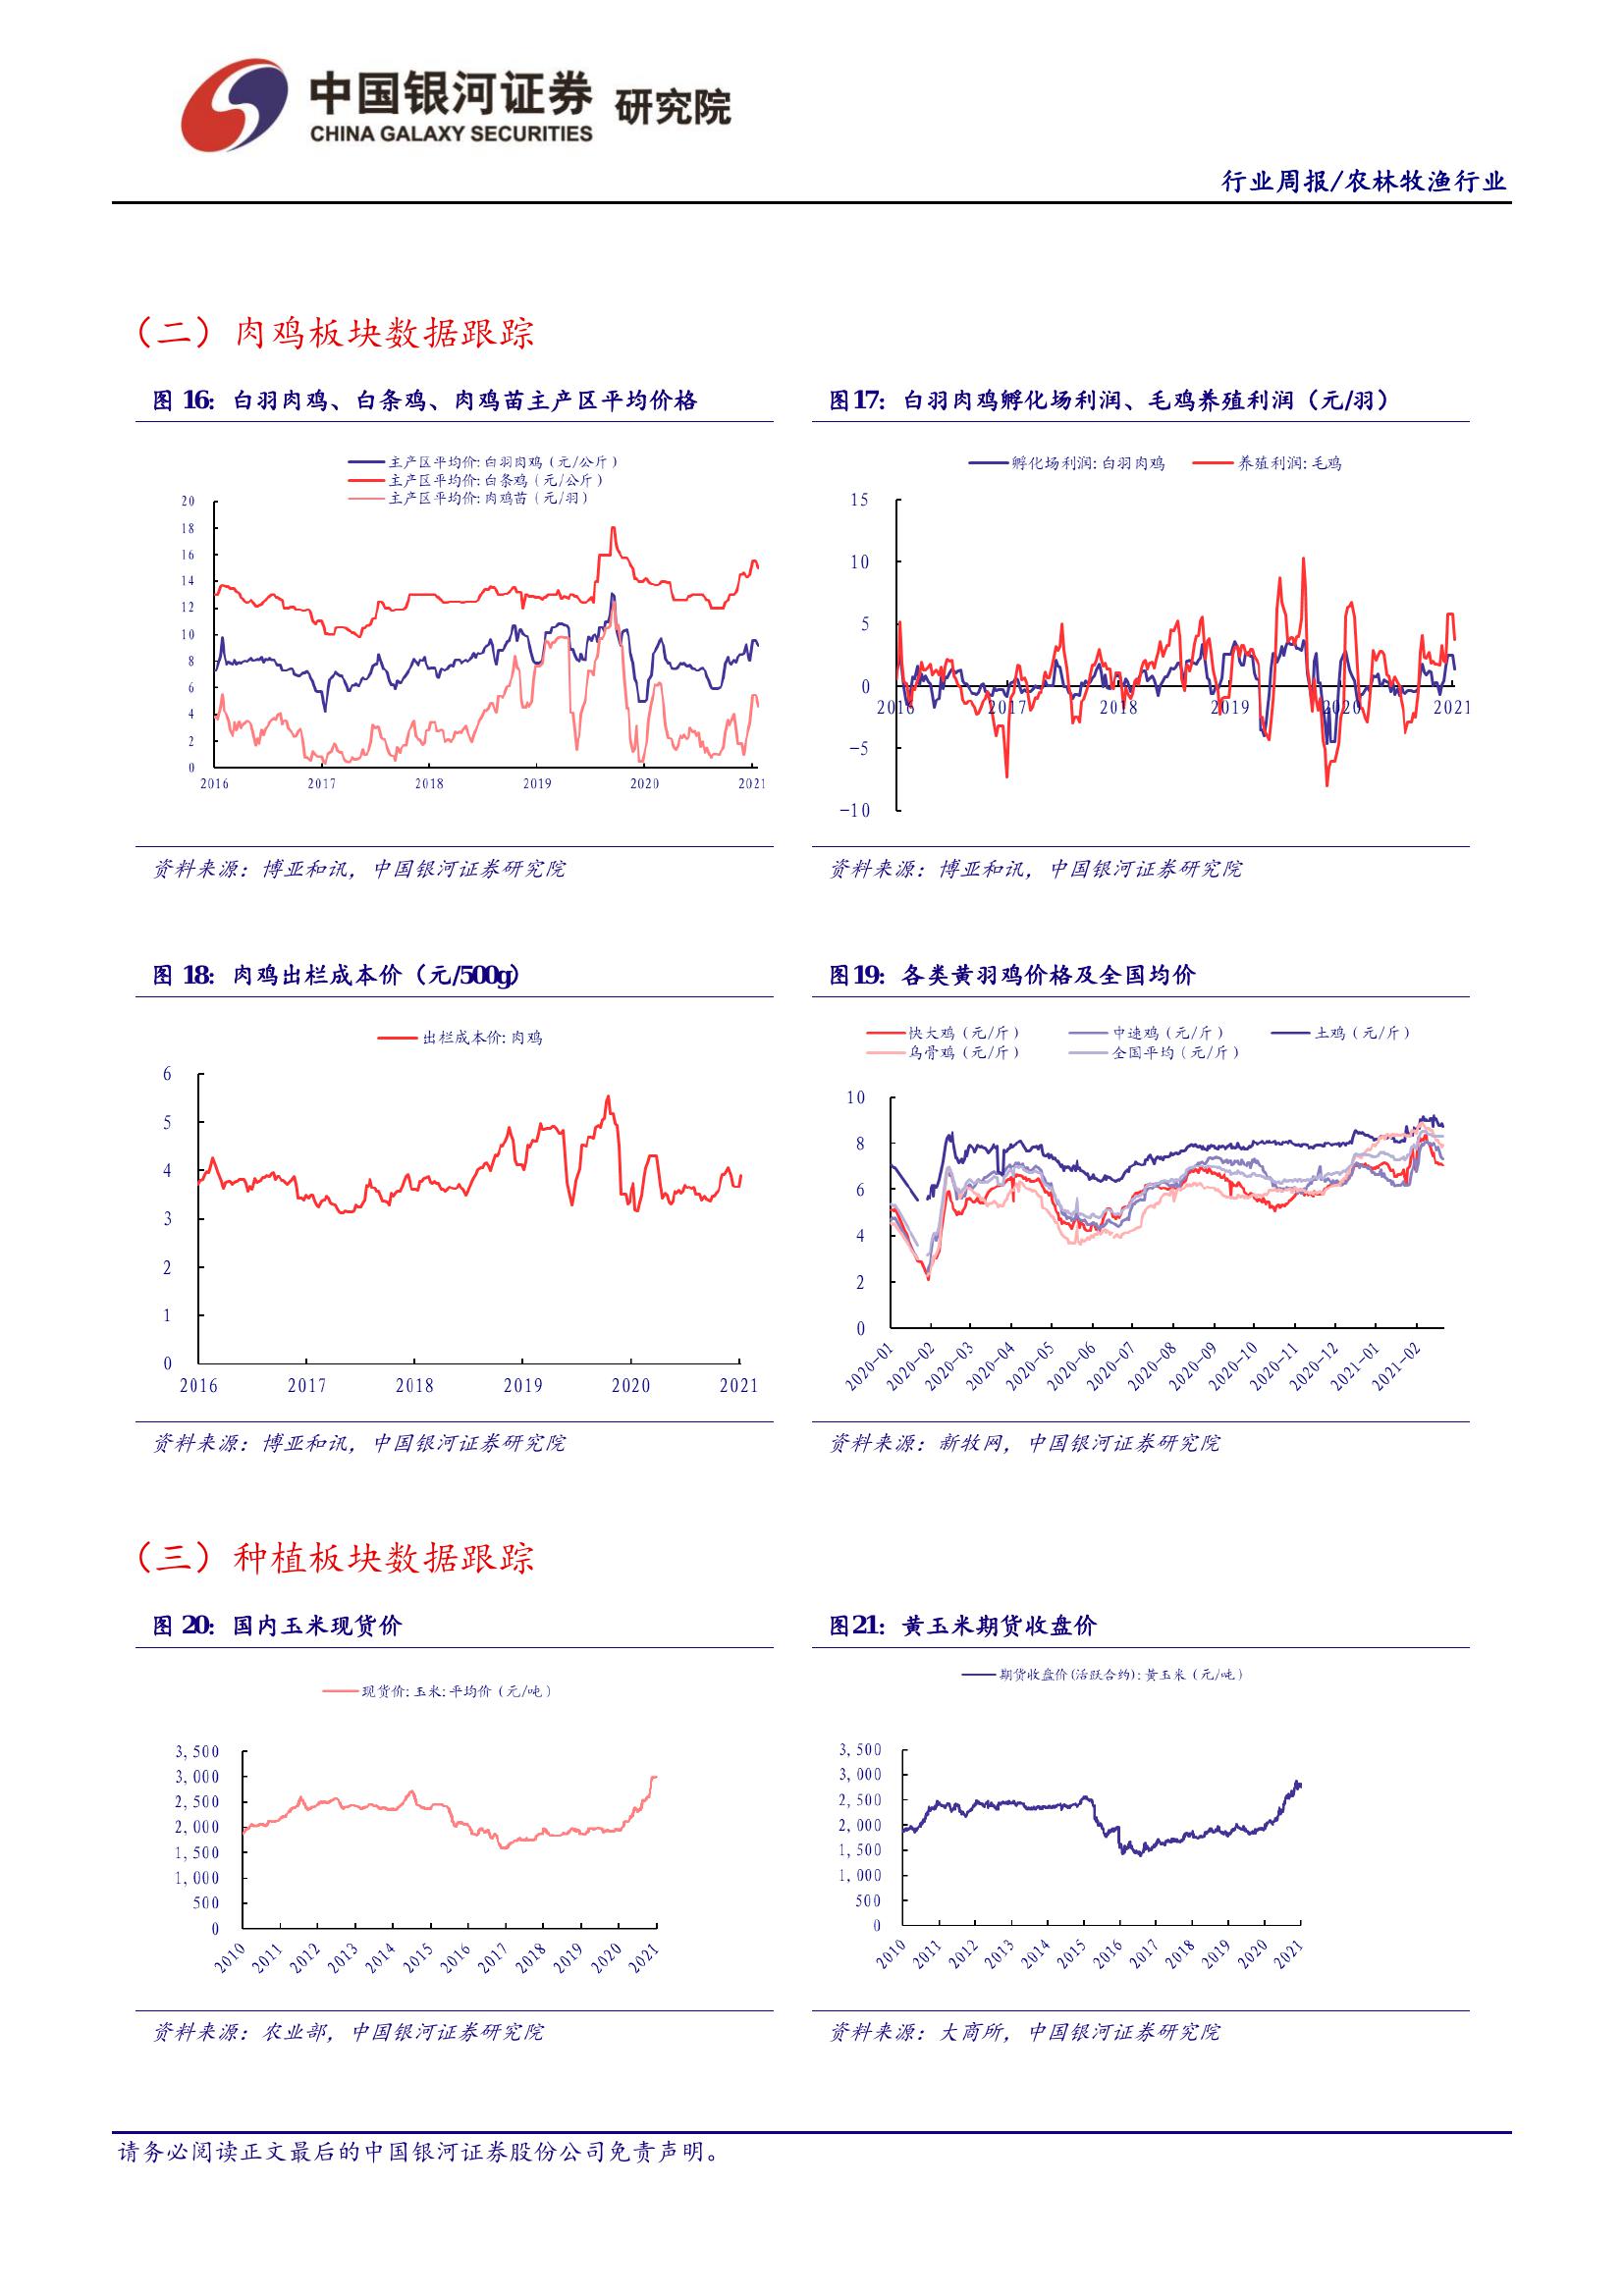 中国银河证券 研究院
CHINA GALAXY SECURITIES
行业周报/农林牧渔行业
（二）肉鸡板块数据跟踪
图 16：白羽肉鸡、白条鸡、肉鸡苗主产区平均价格
主产区平均价:白羽肉鸡（元/公斤）
主产区平均价:白条鸡（元/公斤）
主产区平均价:肉鸡苗（元/羽）
20
18
16
14
12
10
8
6
4
2
0
2016 2017 2018 2019 2020 2021
资料来源：博亚和讯，中国银河证券研究院
图17：白羽肉鸡孵化场利润、毛鸡养殖利润（元/羽）
孵化场利润:白羽肉鸡 养殖利润:毛鸡
15
10
5
0
2016 2017 2018 2019 2020 2021
-5
-10
资料来源：博亚和讯，中国银河证券研究院
图 18：肉鸡出栏成本价（元/500g）
出栏成本价:肉鸡
6
5
4
3
2
1
0
2016 2017 2018 2019 2020 2021
资料来源：博亚和讯，中国银河证券研究院
图19：各类黄羽鸡价格及全国均价
快大鸡（元/斤） 中速鸡（元/斤） 土鸡（元/斤）
乌骨鸡（元/斤） 全国平均（元/斤）
10
8
6
4
2
0
2020-01 2020-02 2020-03 2020-04 2020-05 2020-06 2020-07 2020-08 2020-09 2020-10 2020-11 2020-12 2021-01 2021-02
资料来源：新牧网，中国银河证券研究院
（三）种植板块数据跟踪
图 20：国内玉米现货价
现货价:玉米:平均价（元/吨）
3,500
3,000
2,500
2,000
1,500
1,000
500
0
2010 2011 2012 2013 2014 2015 2016 2017 2018 2019 2020 2021
资料来源：农业部，中国银河证券研究院
图21：黄玉米期货收盘价
期货收盘价(活跃合约):黄玉米（元/吨）
3,500
3,000
2,500
2,000
1,500
1,000
500
0
2010 2011 2012 2013 2014 2015 2016 2017 2018 2019 2020 2021
资料来源：大商所，中国银河证券研究院
请务必阅读正文最后的中国银河证券股份公司免责声明。